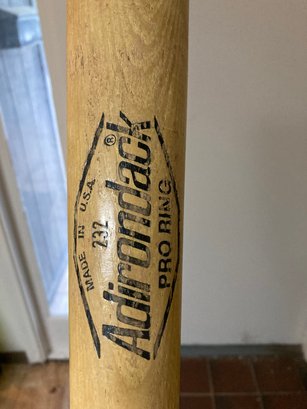 MADE IN U.S.A.
232
Adirondack®
PRO RING